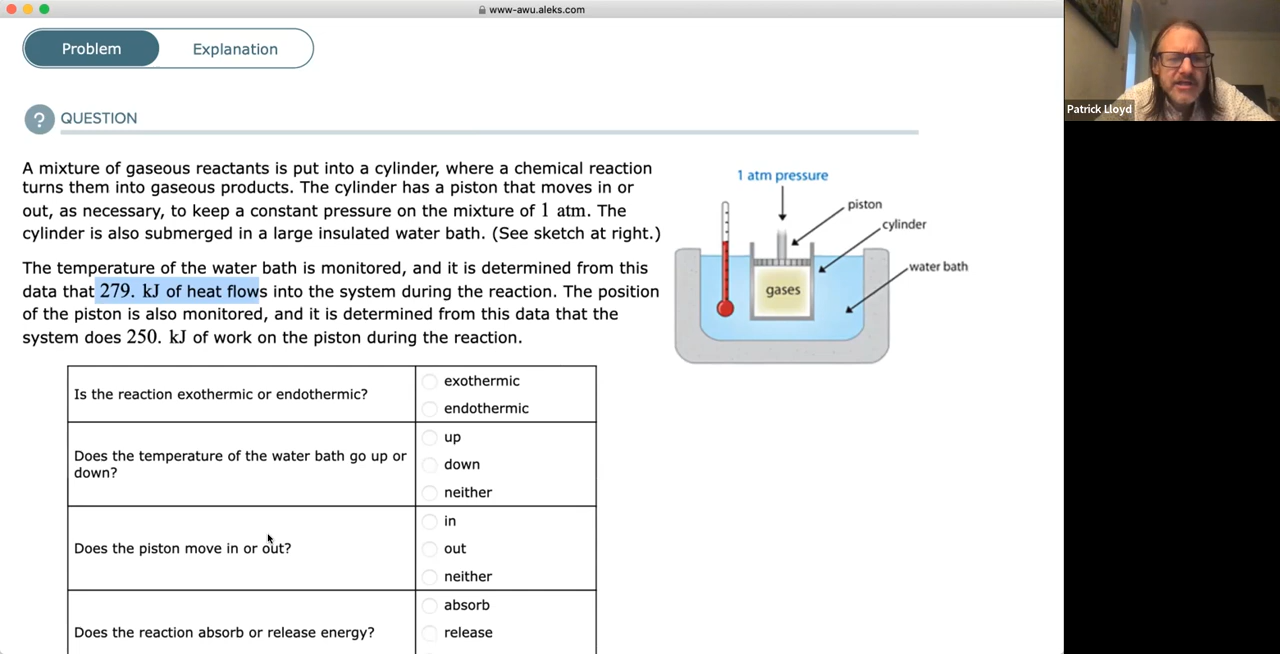 www-awu.aleks.com
Problem
Explanation
Patrick Lloyd
?
QUESTION
A mixture of gaseous reactants is put into a cylinder, where a chemical reaction
turns them into gaseous products. The cylinder has a piston that moves in or
out, as necessary, to keep a constant pressure on the mixture of 1 atm. The
cylinder is also submerged in a large insulated water bath. (See sketch at right.)
The temperature of the water bath is monitored, and it is determined from this
data that 279. kJ of heat flows into the system during the reaction. The position
of the piston is also monitored, and it is determined from this data that the
system does 250. kJ of work on the piston during the reaction.
1 atm pressure
piston
cylinder
water bath
gases
Is the reaction exothermic or endothermic?
exothermic
endothermic
Does the temperature of the water bath go up or
down?
up
down
neither
Does the piston move in or out?
in
out
neither
Does the reaction absorb or release energy?
absorb
release